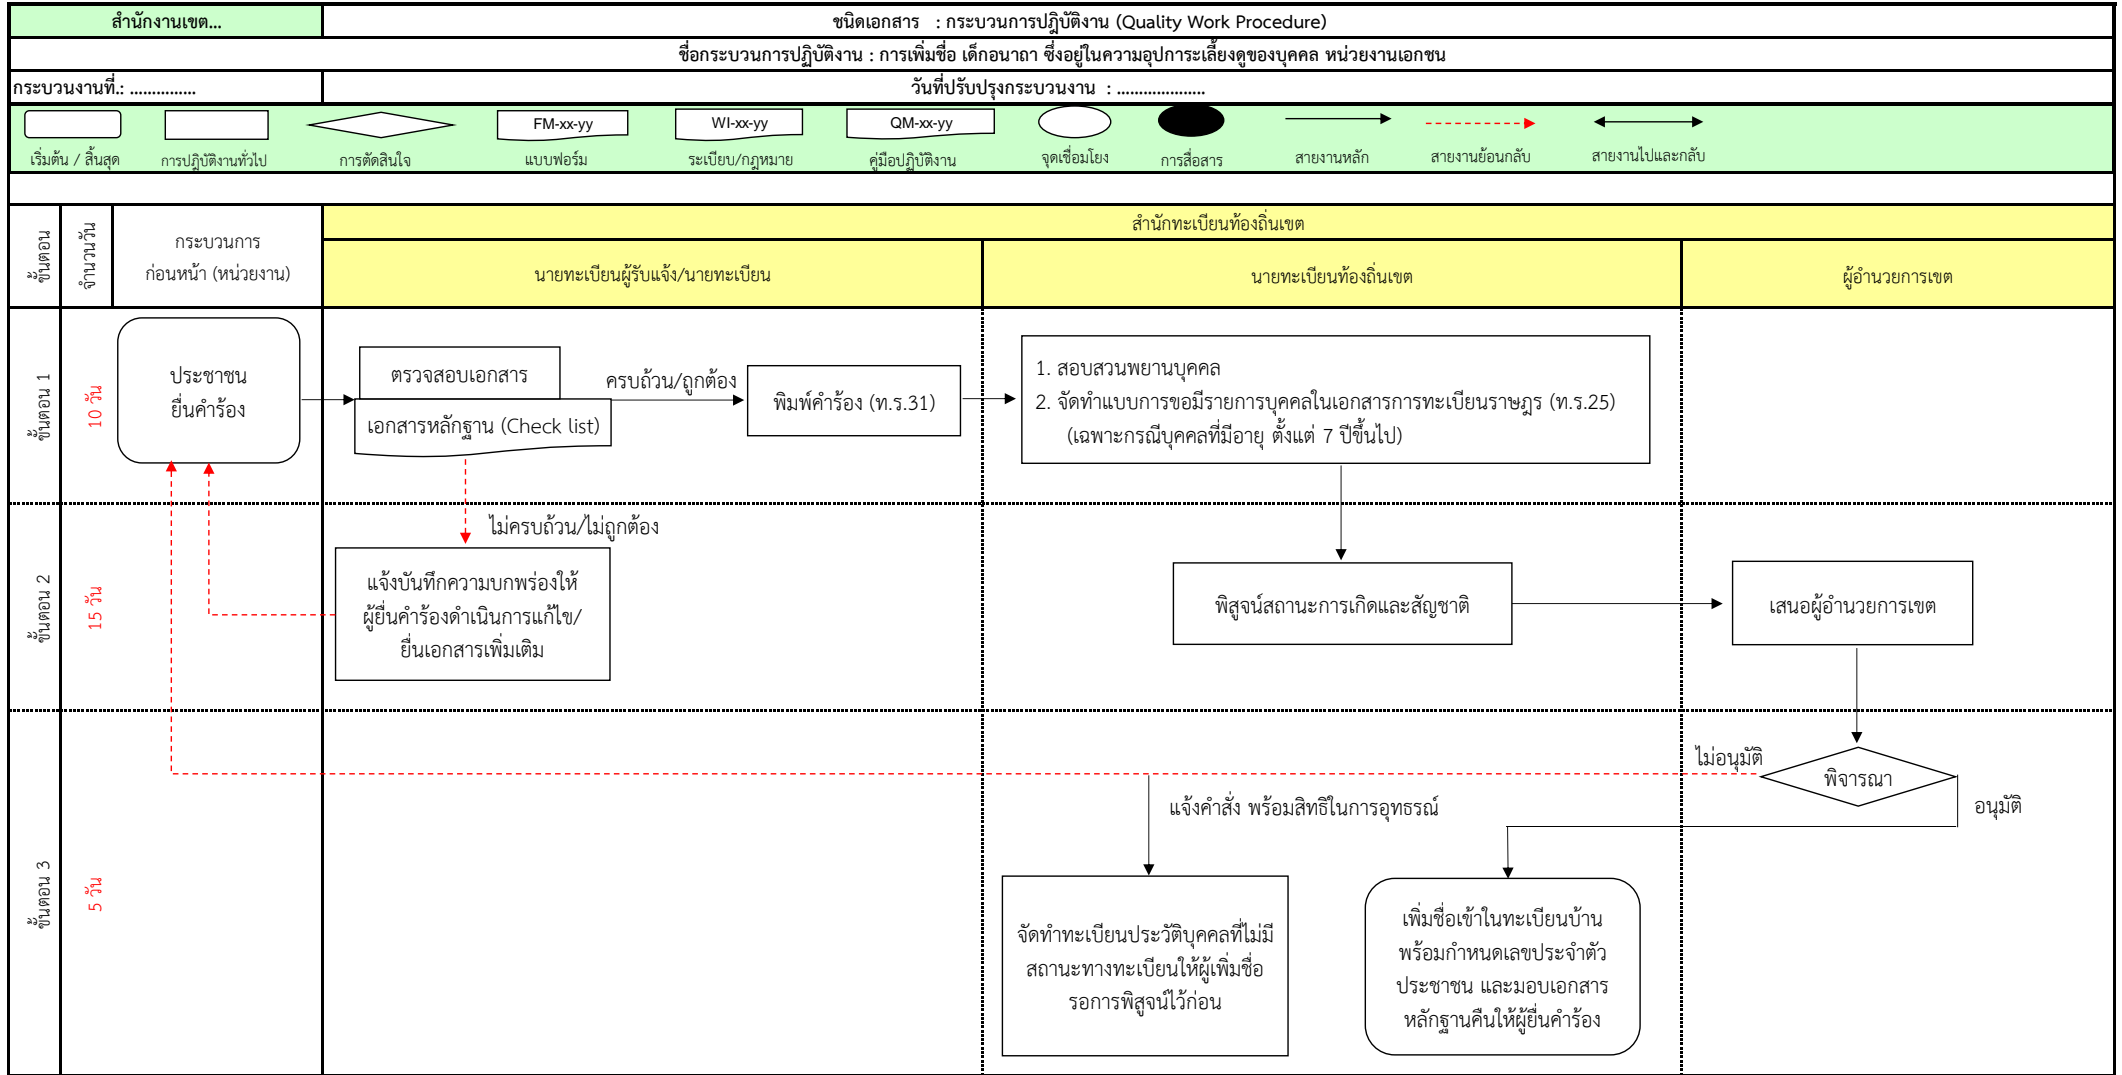 สำนักงานเขต...
ชนิดเอกสาร : กระบวนการปฎิบัติงาน (Quality Work Procedure)
ชื่อกระบวนการปฏิบัติงาน : การเพิ่มชื่อ เด็กอนาถา ซึ่งอยู่ในความอุปการะเลี้ยงดูของบุคคล หน่วยงานเอกชน
กระบวนงานที่.: ...............
วันที่ปรับปรุงกระบวนงาน : ....................
FM-xx-yy
WI-xx-yy
QM-xx-yy
เริ่มต้น / สิ้นสุด
การปฏิบัติงานทั่วไป
การตัดสินใจ
แบบฟอร์ม
ระเบียบ/กฎหมาย
คู่มือปฏิบัติงาน
จุดเชื่อมโยง
การสื่อสาร
สายงานหลัก
สายงานย้อนกลับ
สายงานไปและกลับ
ขั้นตอน
จำนวนวัน
กระบวนการ
ก่อนหน้า (หน่วยงาน)
สำนักทะเบียนท้องถิ่นเขต
นายทะเบียนผู้รับแจ้ง/นายทะเบียน
นายทะเบียนท้องถิ่นเขต
ผู้อำนวยการเขต
ขั้นตอน 1
10 วัน
ประชาชน
ยื่นคำร้อง
ตรวจสอบเอกสาร
เอกสารหลักฐาน (Check list)
ครบถ้วน/ถูกต้อง
พิมพ์คำร้อง (ท.ร.31)
1. สอบสวนพยานบุคคล
2. จัดทำแบบการขอมีรายการบุคคลในเอกสารการทะเบียนราษฎร (ท.ร.25)
(เฉพาะกรณีบุคคลที่มีอายุ ตั้งแต่ 7 ปีขึ้นไป)
ขั้นตอน 2
15 วัน
ไม่ครบถ้วน/ไม่ถูกต้อง
แจ้งบันทึกความบกพร่องให้
ผู้ยื่นคำร้องดำเนินการแก้ไข/
ยื่นเอกสารเพิ่มเติม
พิสูจน์สถานะการเกิดและสัญชาติ
เสนอผู้อำนวยการเขต
ขั้นตอน 3
5 วัน
ไม่อนุมัติ
พิจารณา
อนุมัติ
แจ้งคำสั่ง พร้อมสิทธิในการอุทธรณ์
จัดทำทะเบียนประวัติบุคคลที่ไม่มี
สถานะทางทะเบียนให้ผู้เพิ่มชื่อ
รอการพิสูจน์ไว้ก่อน
เพิ่มชื่อเข้าในทะเบียนบ้าน
พร้อมกำหนดเลขประจำตัว
ประชาชน และมอบเอกสาร
หลักฐานคืนให้ผู้ยื่นคำร้อง